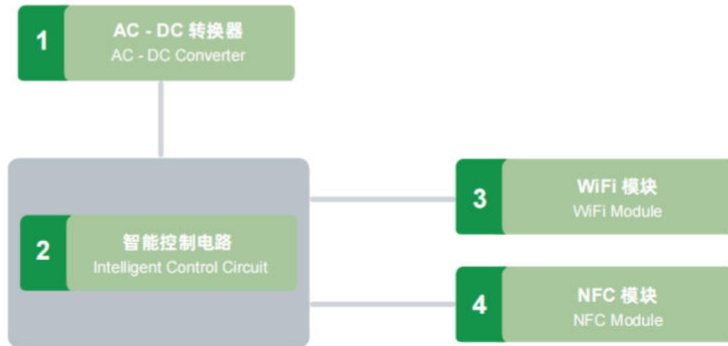 1
AC - DC 转换器
AC - DC Converter
2
智能控制电路
Intelligent Control Circuit
3
WiFi 模块
WiFi Module
4
NFC 模块
NFC Module